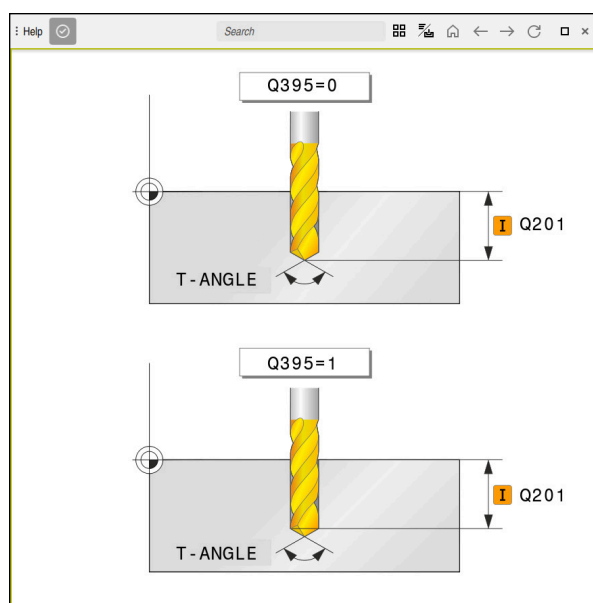 Help
Search
Q395=0
I Q201
T-ANGLE
Q395=1
I Q201
T-ANGLE